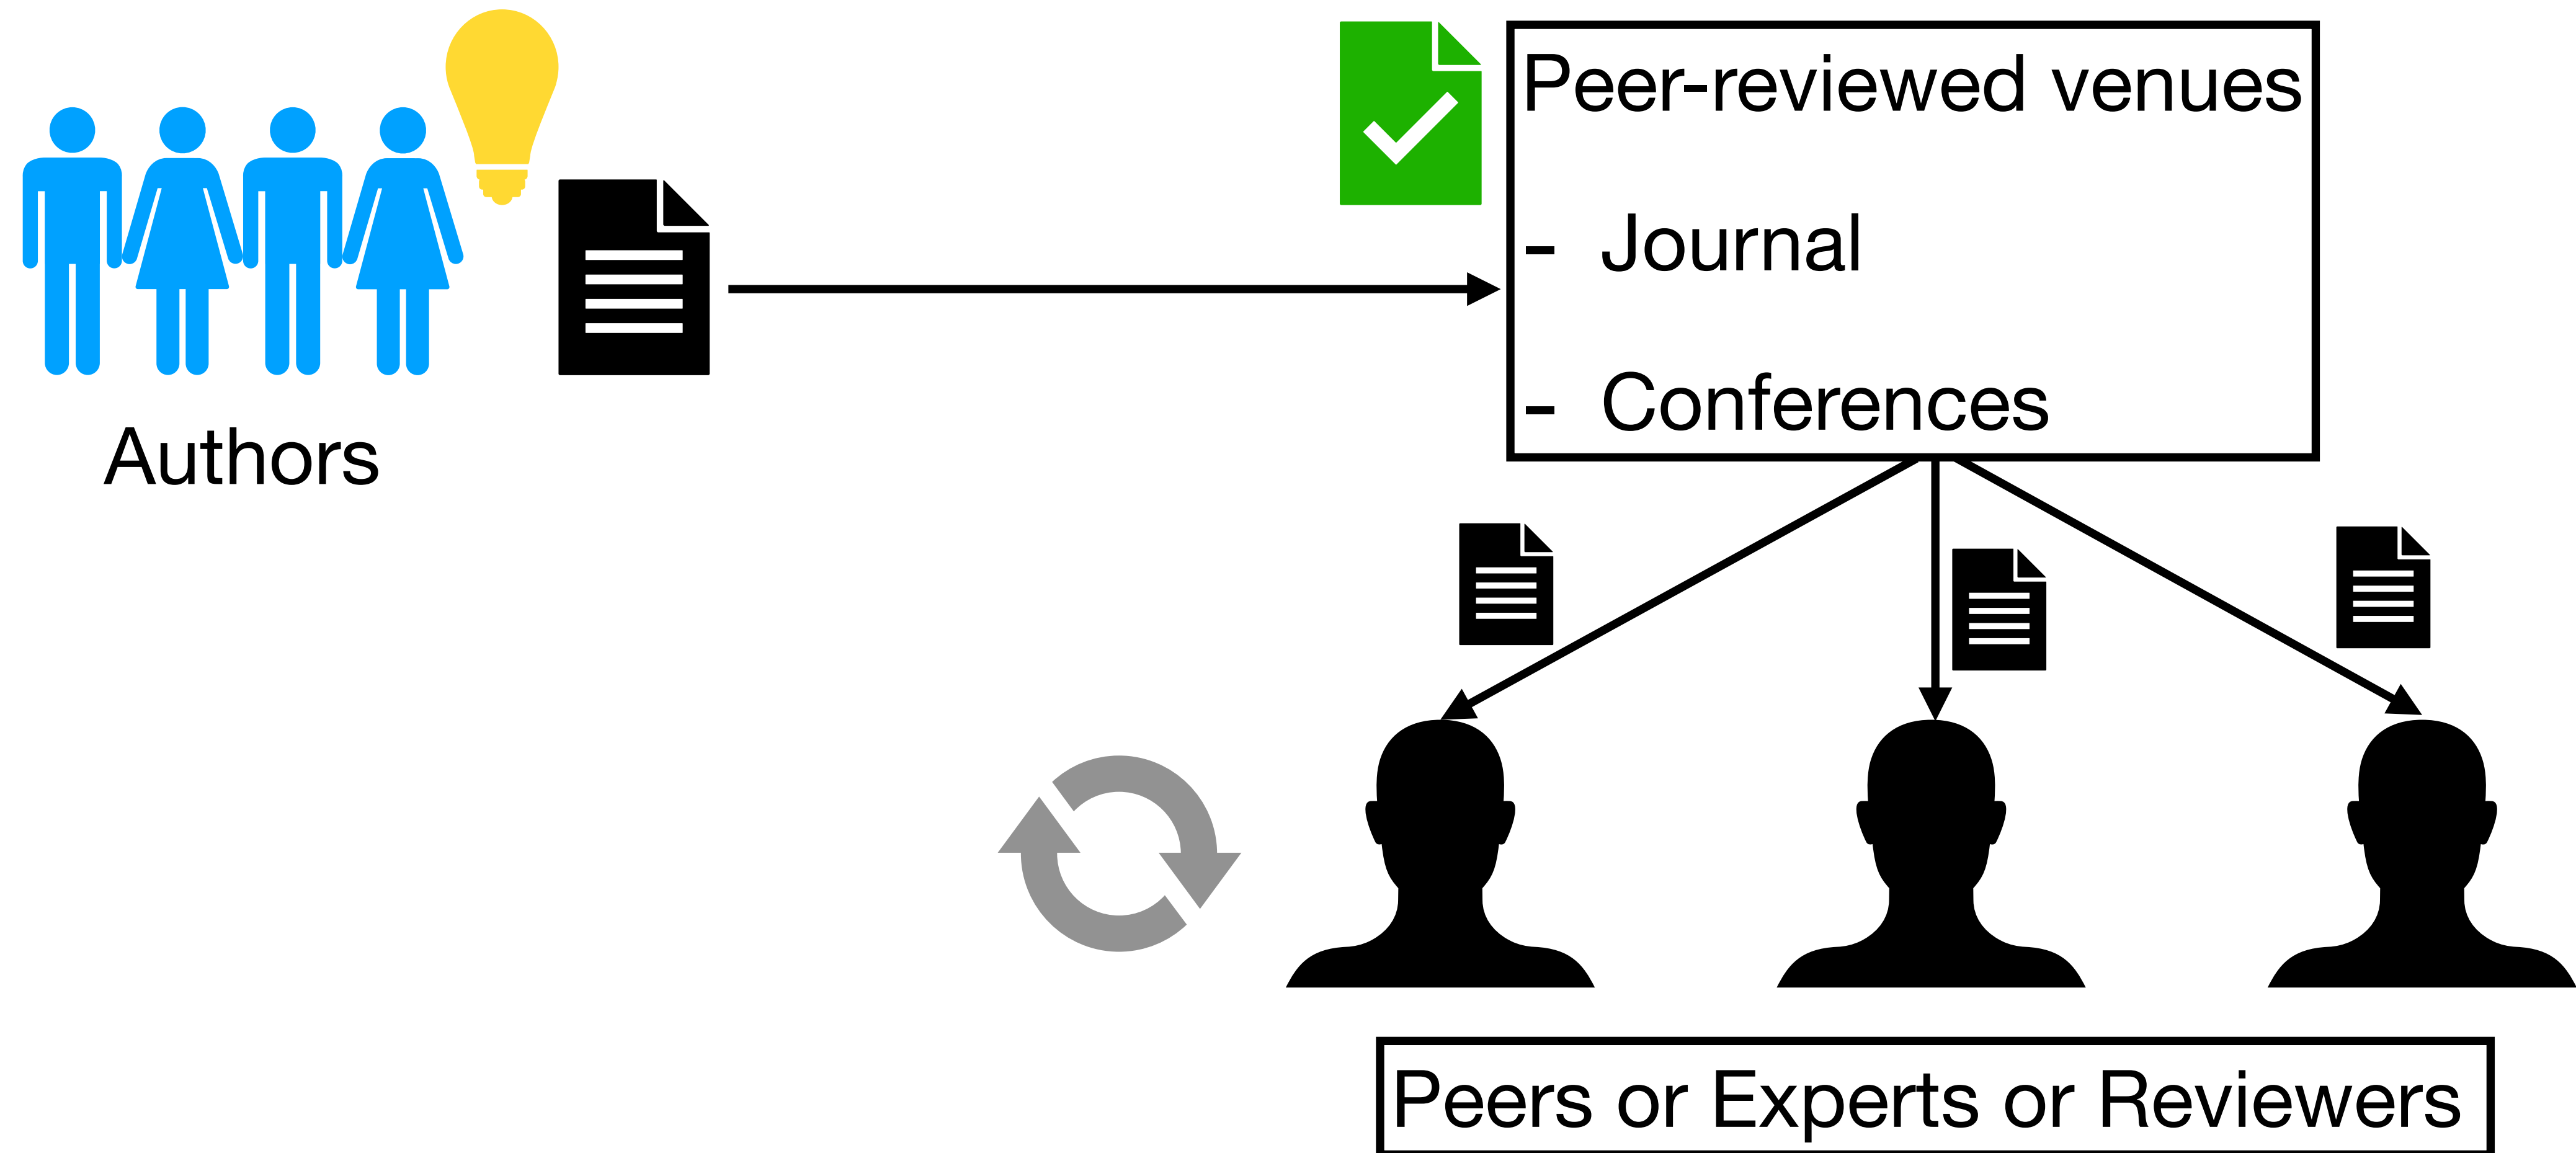 Peer-reviewed venues
- Journal
- Conferences
Authors
Peers or Experts or Reviewers